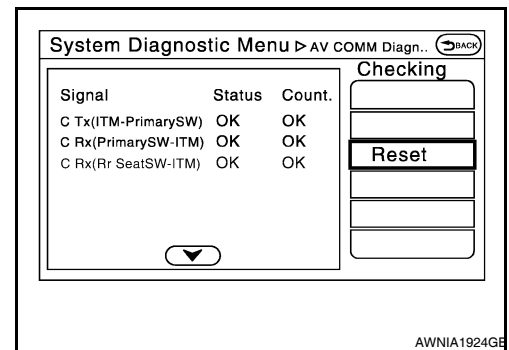 System Diagnostic Menu ▷ AV COMM Diagn.. BACK
Checking
Signal Status Count.
C Tx(ITM-PrimarySW) OK OK
C Rx(PrimarySW-ITM) OK OK
C Rx(Rr SeatSW-ITM) OK OK
Reset
AWNIA1924GB